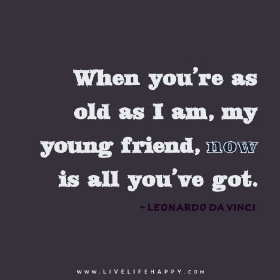 When you're as
old as I am, my
young friend, now
is all you've got.
- LEONARDO DA VINCI
WWW.LIVELIFEHAPPY.COM